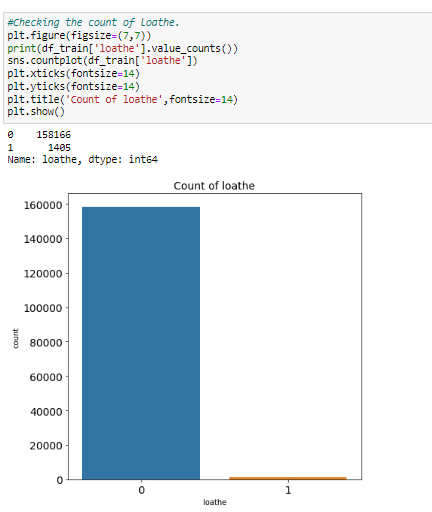 #Checking the count of Loathe.
plt.figure(figsize=(7,7))
print(df_train['loathe'].value_counts())
sns.countplot(df_train['loathe'])
plt.xticks(fontsize=14)
plt.yticks(fontsize=14)
plt.title('Count of loathe',fontsize=14)
plt.show()
0    158166
1      1405
Name: loathe, dtype: int64
Count of loathe
160000
140000
120000
100000
80000
60000
40000
20000
0
count
0 1
loathe